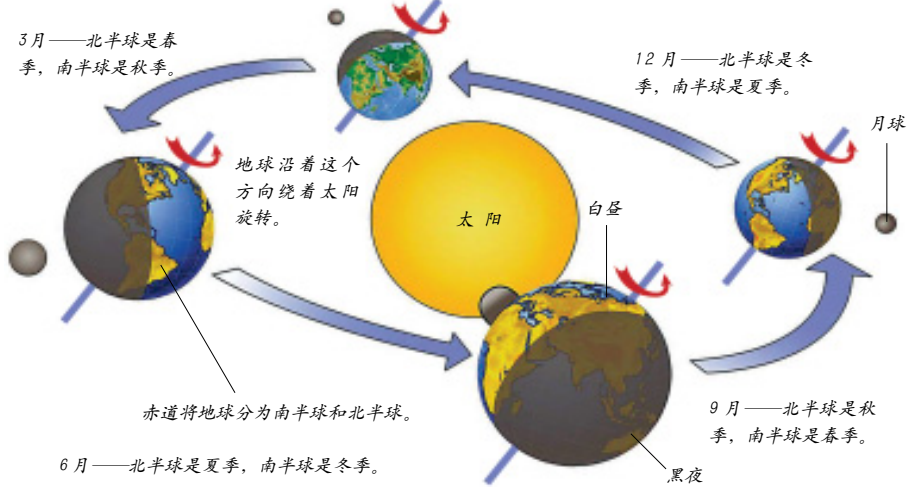 3月——北半球是春
季，南半球是秋季。
12月——北半球是冬
季，南半球是夏季。
月球
地球沿着这个
方向绕着太阳
旋转。
太阳
白昼
赤道将地球分为南半球和北半球。
9月——北半球是秋
季，南半球是春季。
6月——北半球是夏季，南半球是冬季。
黑夜